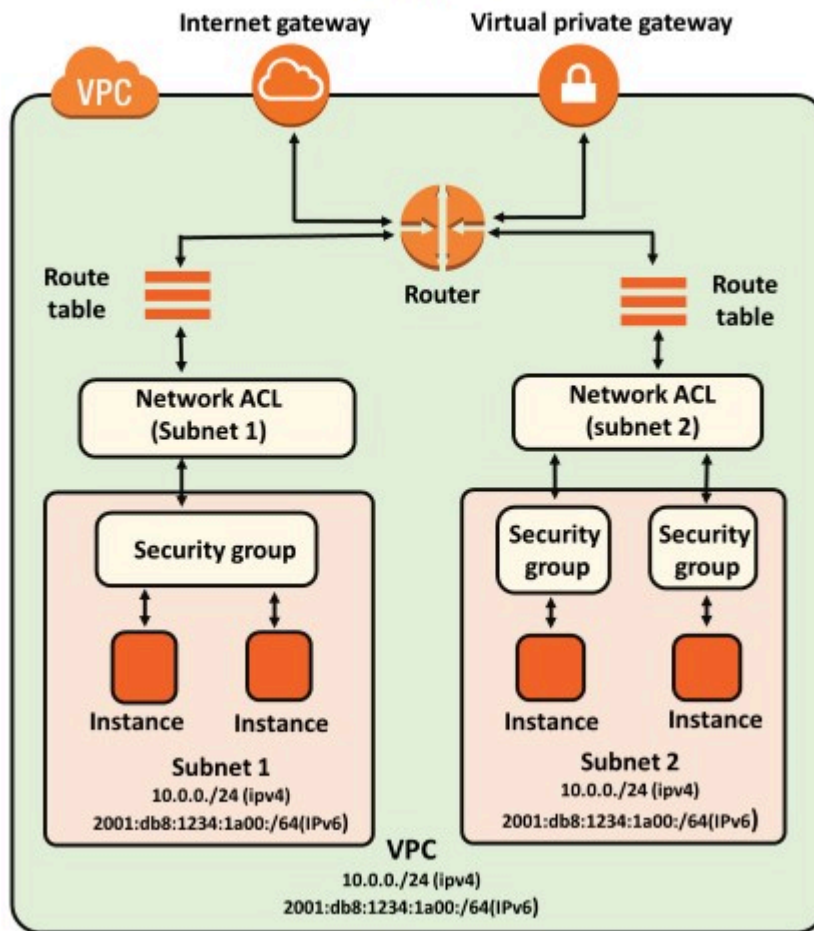 Internet gateway
Virtual private gateway
VPC
Route
table
Router
Route
table
Network ACL
(Subnet 1)
Network ACL
(subnet 2)
Security group
Security
group
Security
group
Instance
Instance
Instance
Instance
Subnet 1
10.0.0./24 (ipv4)
2001:db8:1234:1a00:/64(IPv6)
Subnet 2
10.0.0./24 (ipv4)
2001:db8:1234:1a00:/64(IPv6)
VPC
10.0.0./24 (ipv4)
2001:db8:1234:1a00:/64(IPv6)